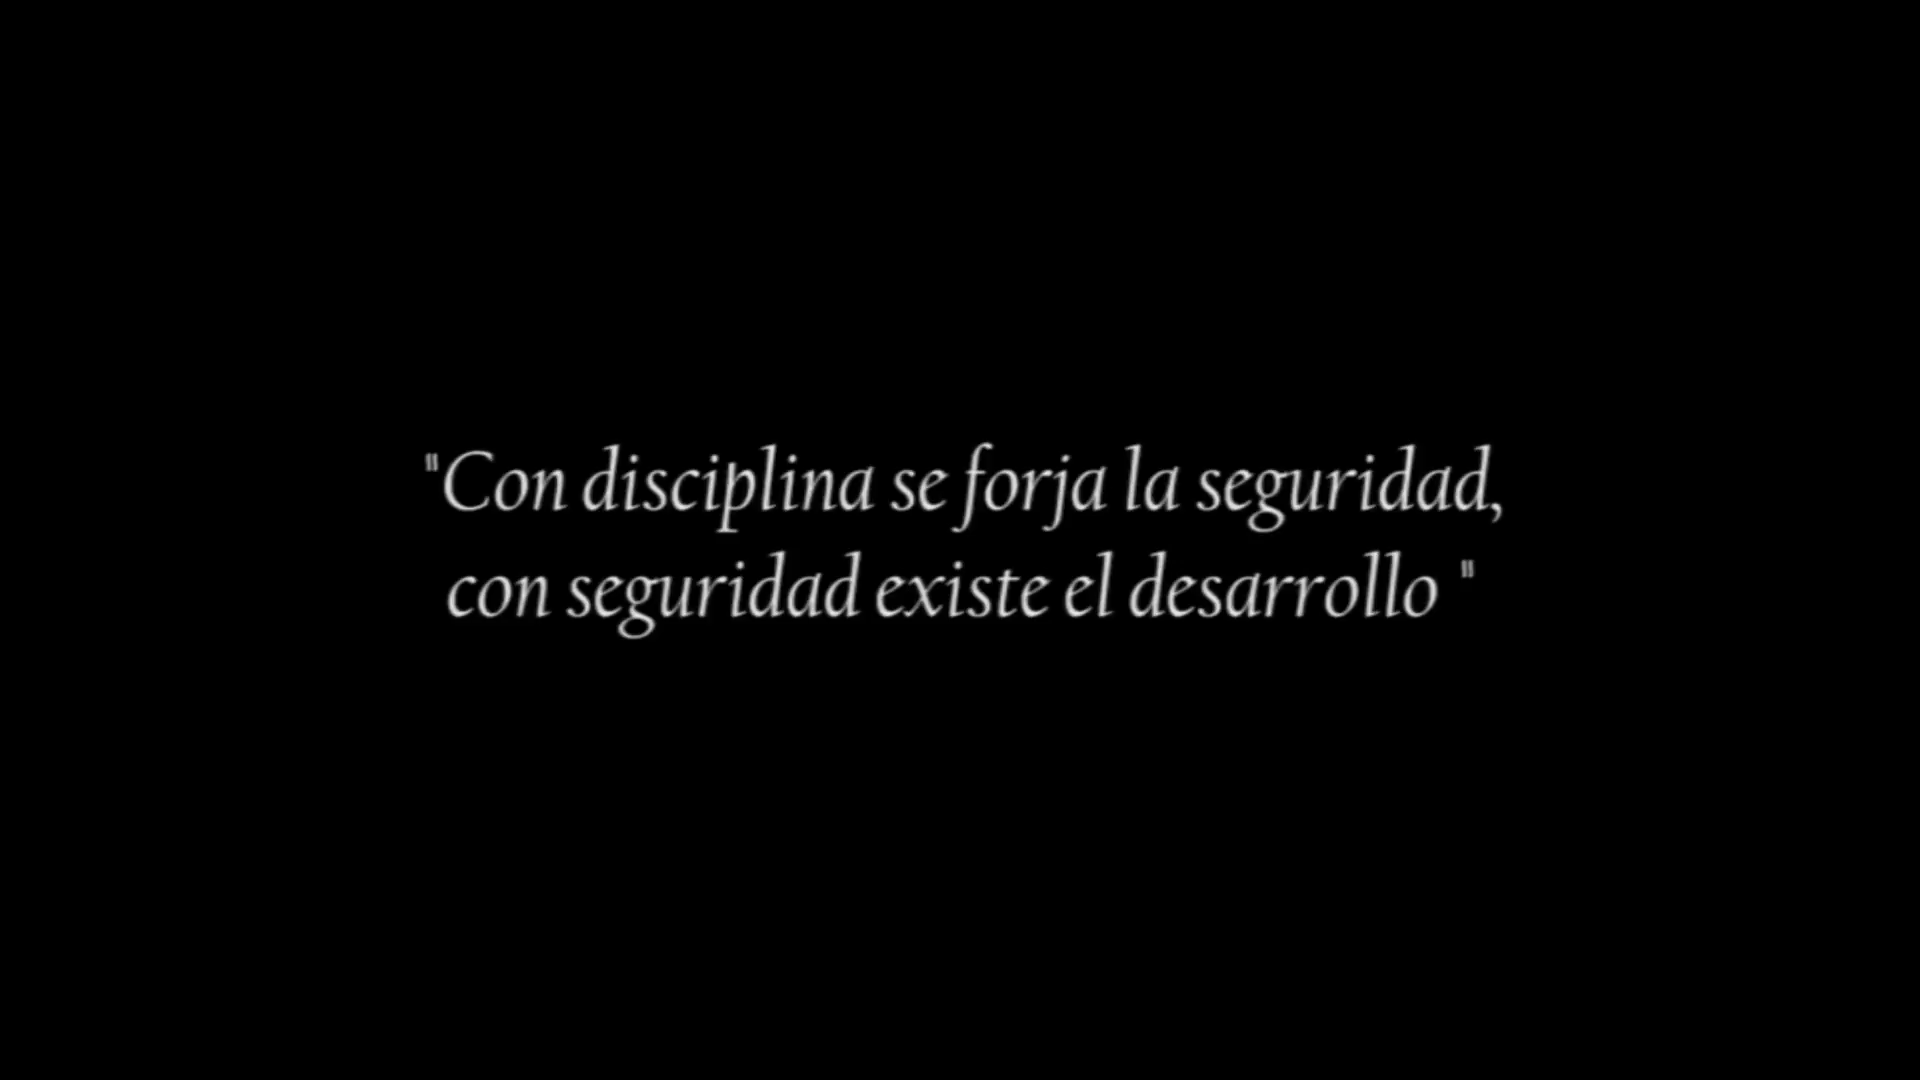 "Con disciplina se forja la seguridad,
con seguridad existe el desarrollo "